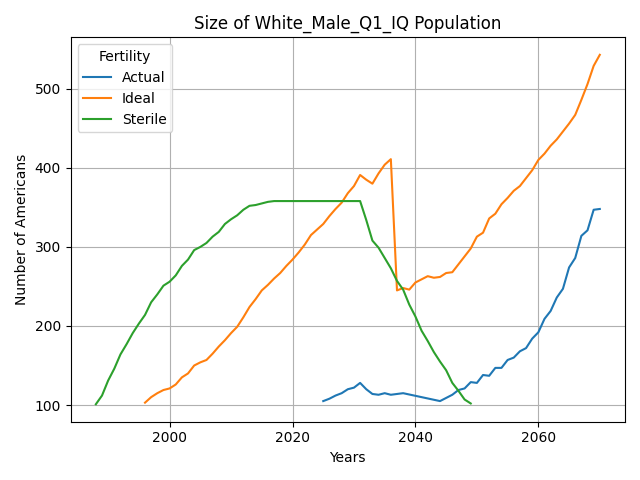 Size of White_Male_Q1_IQ Population
Fertility
Actual
Ideal
Sterile
Number of Americans
500
400
300
200
100
2000
2020
2040
2060
Years